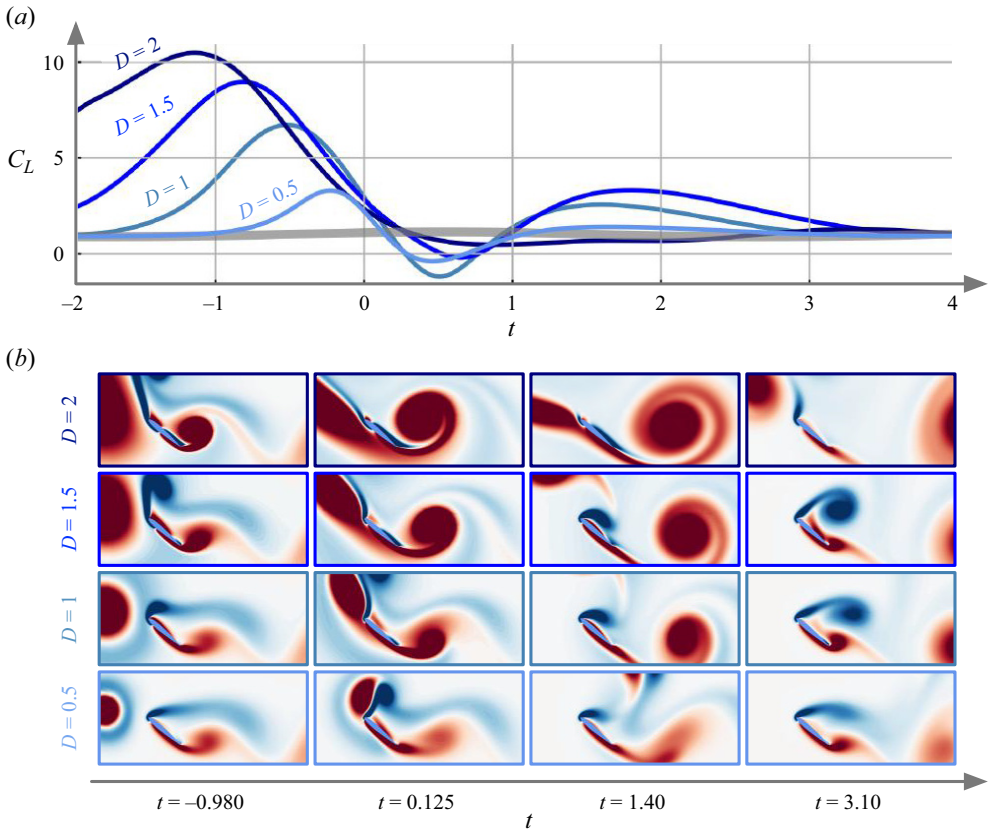 (a)
10
5
0
C_L
D = 2
D = 1.5
D = 1
D = 0.5
–2 –1 0 1 2 3 4
t
(b)
D = 2
D = 1.5
D = 1
D = 0.5
t = –0.980 t = 0.125 t = 1.40 t = 3.10
t